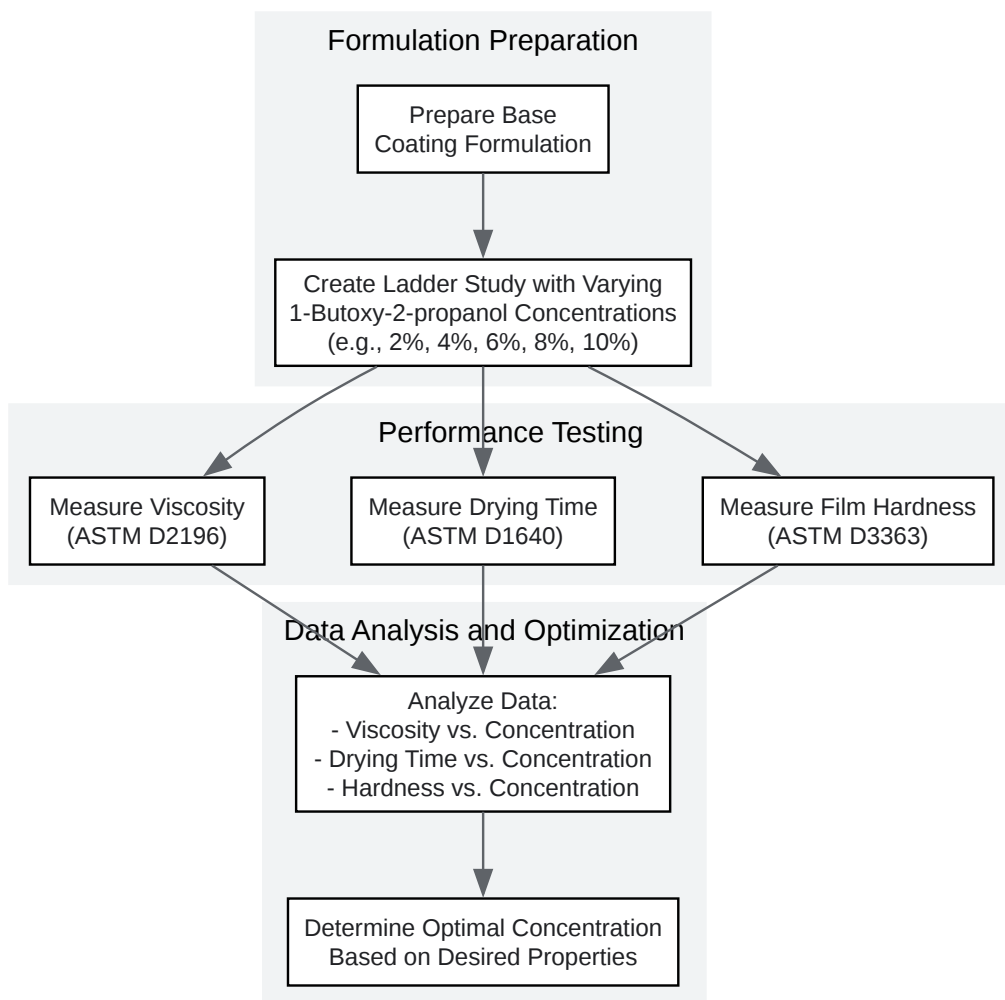 Formulation Preparation
Prepare Base
Coating Formulation
Create Ladder Study with Varying
1-Butoxy-2-propanol Concentrations
(e.g., 2%, 4%, 6%, 8%, 10%)
Performance Testing
Measure Viscosity
(ASTM D2196)
Measure Drying Time
(ASTM D1640)
Measure Film Hardness
(ASTM D3363)
Data Analysis and Optimization
Analyze Data:
- Viscosity vs. Concentration
- Drying Time vs. Concentration
- Hardness vs. Concentration
Determine Optimal Concentration
Based on Desired Properties